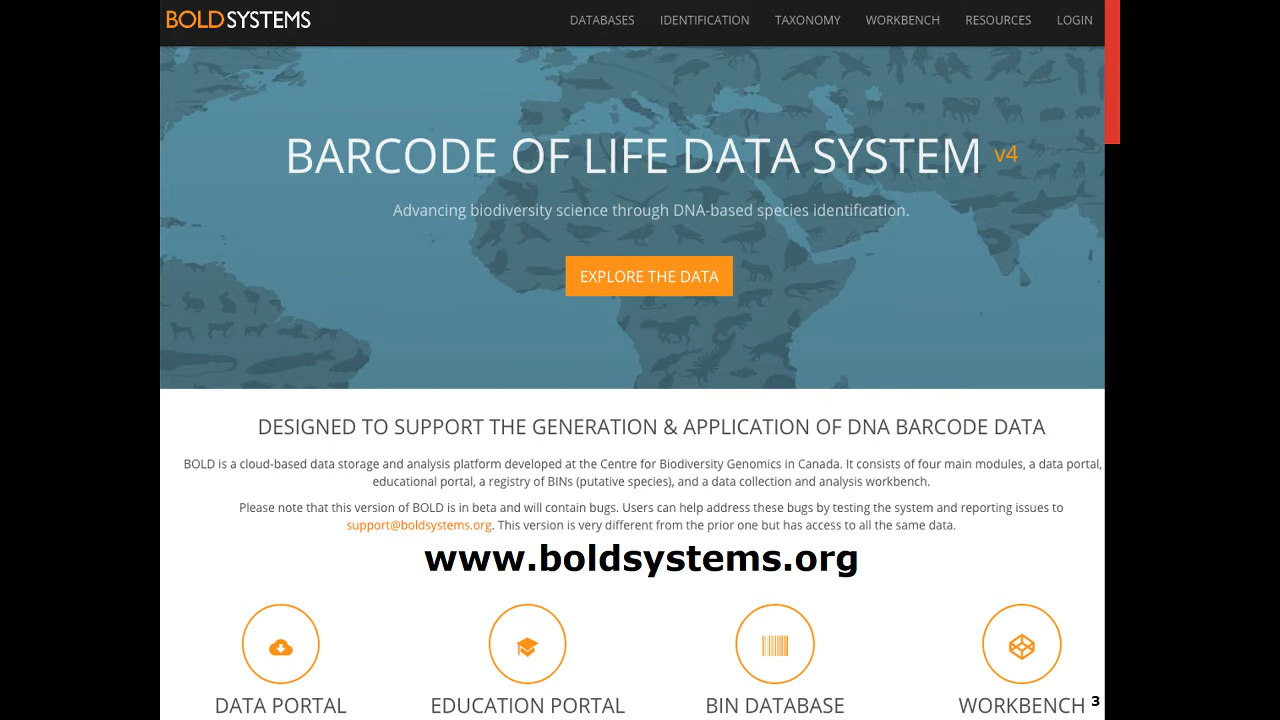 BOLDSYSTEMS
DATABASES IDENTIFICATION TAXONOMY WORKBENCH RESOURCES LOGIN
BARCODE OF LIFE DATA SYSTEM v4
Advancing biodiversity science through DNA-based species identification.
EXPLORE THE DATA
DESIGNED TO SUPPORT THE GENERATION & APPLICATION OF DNA BARCODE DATA
BOLD is a cloud-based data storage and analysis platform developed at the Centre for Biodiversity Genomics in Canada. It consists of four main modules, a data portal,
educational portal, a registry of BINs (putative species), and a data collection and analysis workbench.
Please note that this version of BOLD is in beta and will contain bugs. Users can help address these bugs by testing the system and reporting issues to
support@boldsystems.org. This version is very different from the prior one but has access to all the same data.
www.boldsystems.org
DATA PORTAL EDUCATION PORTAL BIN DATABASE WORKBENCH 3